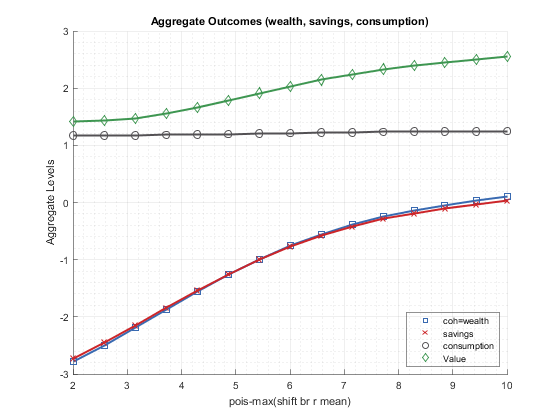 Aggregate Outcomes (wealth, savings, consumption)
3
2
1
0
-1
-2
-3
Aggregate Levels
2 3 4 5 6 7 8 9 10
pois-max(shift br r mean)
coh=wealth
savings
consumption
Value